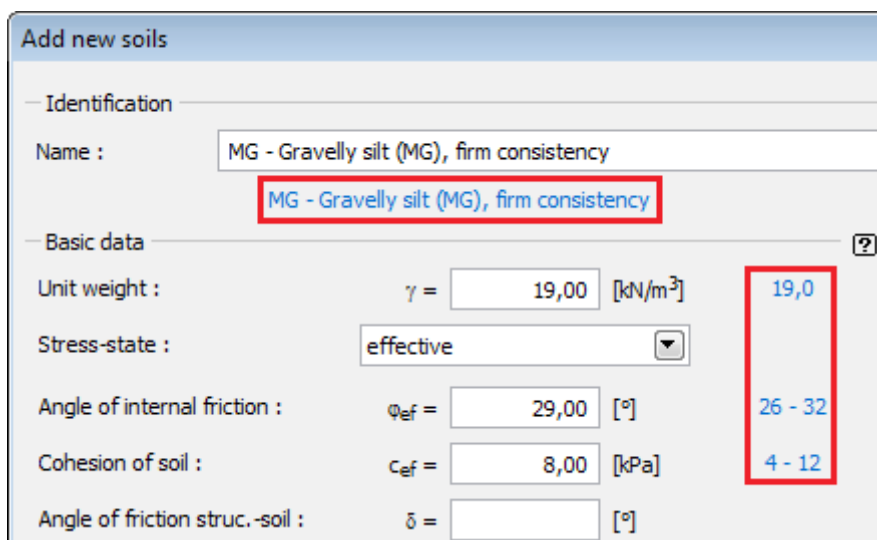 Add new soils
Identification
Name : MG - Gravelly silt (MG), firm consistency
MG - Gravelly silt (MG), firm consistency
Basic data ?
Unit weight : γ = 19,00 [kN/m³] 19,0
Stress-state : effective
Angle of internal friction : φef = 29,00 [°] 26 - 32
Cohesion of soil : cef = 8,00 [kPa] 4 - 12
Angle of friction struc.-soil : δ = [°]